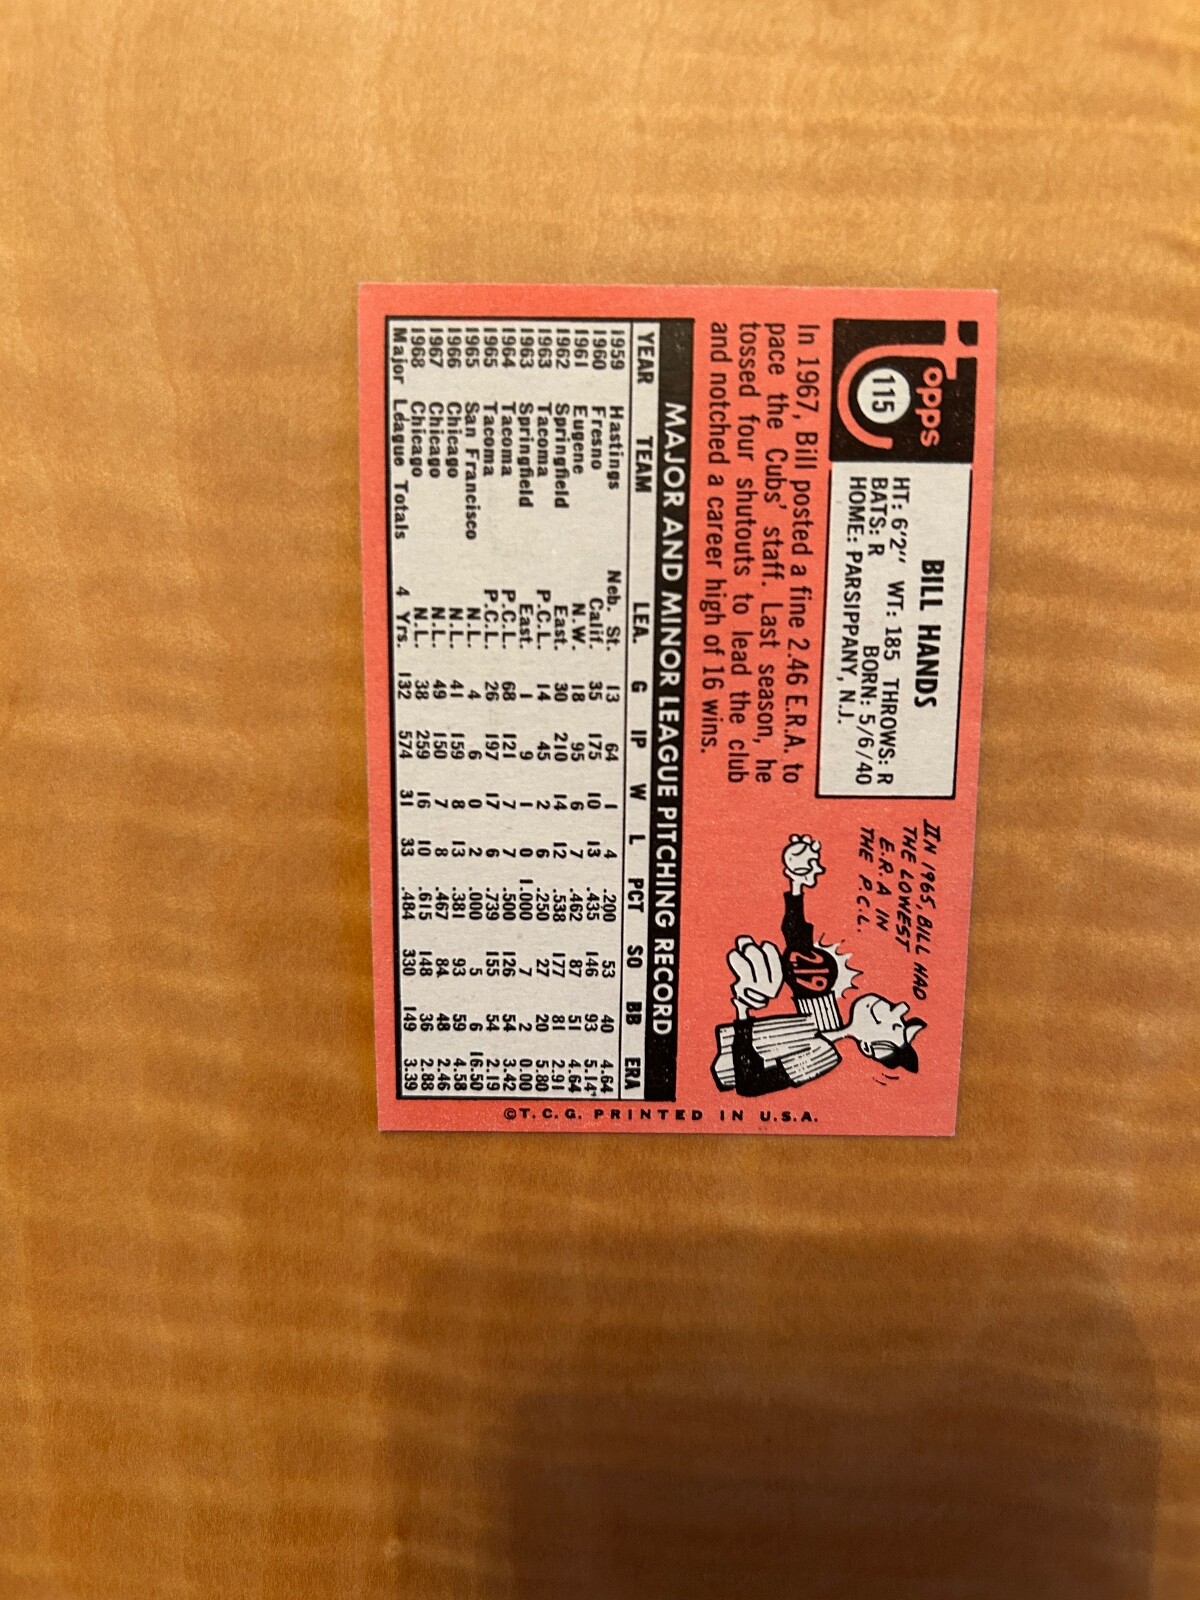 Topps
115
BILL HANDS
HT: 6'2" WT: 185 THROWS: R
BATS: R BORN: 5/6/40
HOME: PARSIPPANY, N.J.
In 1967, Bill posted a fine 2.46 E.R.A. to
pace the Cubs' staff. Last season, he
tossed four shutouts to lead the club
and notched a career high of 16 wins.
IN 1965, BILL HAD
THE LOWEST
E.R.A IN
THE P.C.L.
2.19
MAJOR AND MINOR LEAGUE PITCHING RECORD
YEAR TEAM LEA. G IP W L PCT SO BB ERA
1959 Hastings Neb. St. 13 64 1 4 .200 53 40 4.64
1960 Fresno Calif. 35 175 10 13 .435 146 93 5.14
1961 Eugene N.W. 18 95 6 7 .462 87 51 4.64
1962 Springfield East. 30 210 14 12 .538 177 81 2.91
1963 Tacoma P.C.L. 14 45 2 6 .250 27 20 5.80
1963 Springfield East. 1 9 1 0 1.000 7 2 0.00
1964 Tacoma P.C.L. 68 121 7 7 .500 126 54 3.42
1965 Tacoma P.C.L. 26 197 17 6 .739 155 54 2.19
1965 San Francisco N.L. 4 6 0 2 .000 5 6 16.50
1966 Chicago N.L. 41 159 8 13 .381 93 59 4.58
1967 Chicago N.L. 49 150 7 8 .467 84 48 2.46
1968 Chicago N.L. 38 259 16 10 .615 148 36 2.88
Major League Totals 4 Yrs. 132 574 31 33 .484 330 149 3.39
©T.C.G. PRINTED IN U.S.A.